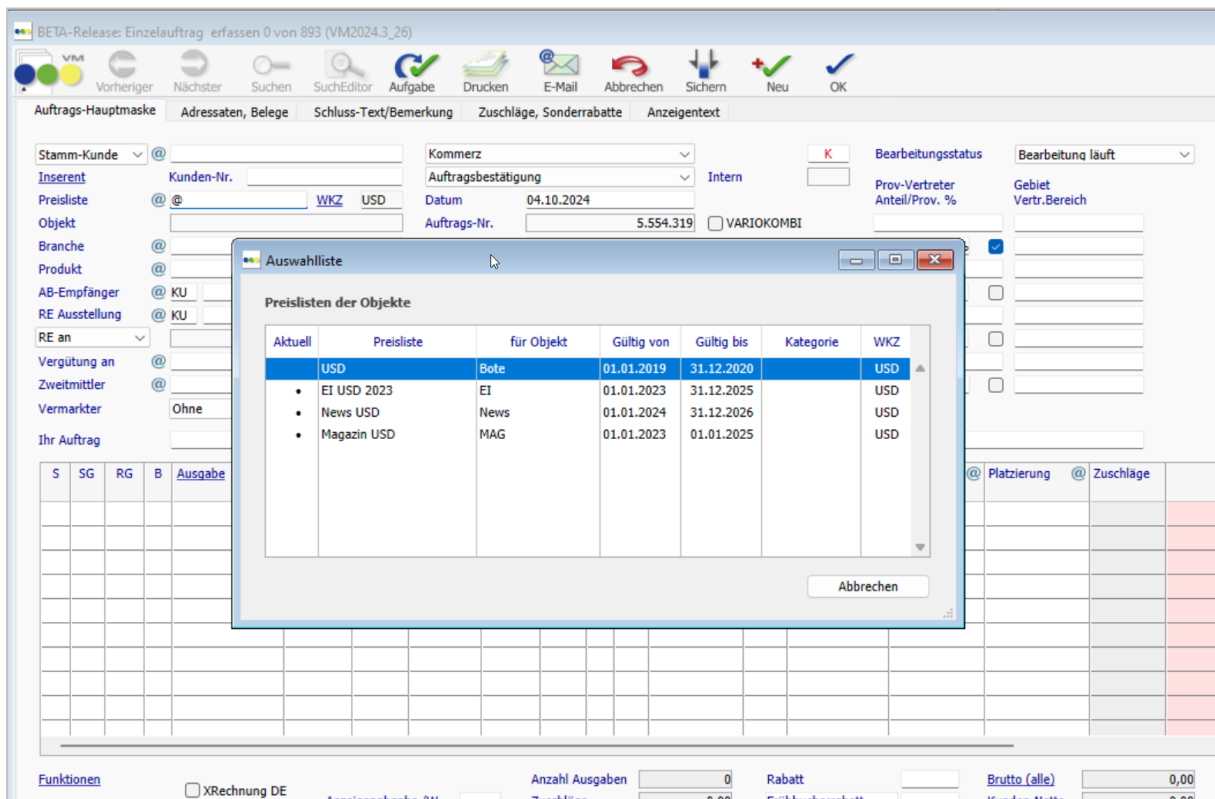 BETA-Release: Einzelauftrag erfassen 0 von 893 (VM2024.3_26)
VM
Vorheriger Nächster Suchen SuchEditor Aufgabe Drucken E-Mail Abbrechen Sichern Neu OK
Auftrags-Hauptmaske Adressaten, Belege Schluss-Text/Bemerkung Zuschläge, Sonderrabatte Anzeigentext
Stamm-Kunde @ Kommerz K Bearbeitungsstatus Bearbeitung läuft
Inserent Kunden-Nr. Auftragsbestätigung Intern
Prov-Vertreter Gebiet
Preisliste @ @ WKZ USD Datum 04.10.2024 Anteil/Prov. % Vertr.Bereich
Objekt Auftrags-Nr. 5.554.319 VARIOKOMBI
Branche @
Produkt @
AB-Empfänger @ KU
RE Ausstellung @ KU
RE an
Vergütung an @
Zweitmittler @
Vermarkter Ohne
Ihr Auftrag
Auswahlliste
Preislisten der Objekte
Aktuell Preisliste für Objekt Gültig von Gültig bis Kategorie WKZ
USD Bote 01.01.2019 31.12.2020 USD
• EI USD 2023 EI 01.01.2023 31.12.2025 USD
• News USD News 01.01.2024 31.12.2026 USD
• Magazin USD MAG 01.01.2023 01.01.2025 USD
Abbrechen
S SG RG B Ausgabe @ Platzierung @ Zuschläge
Funktionen Anzahl Ausgaben 0 Rabatt Brutto (alle) 0,00
XRechnung DE